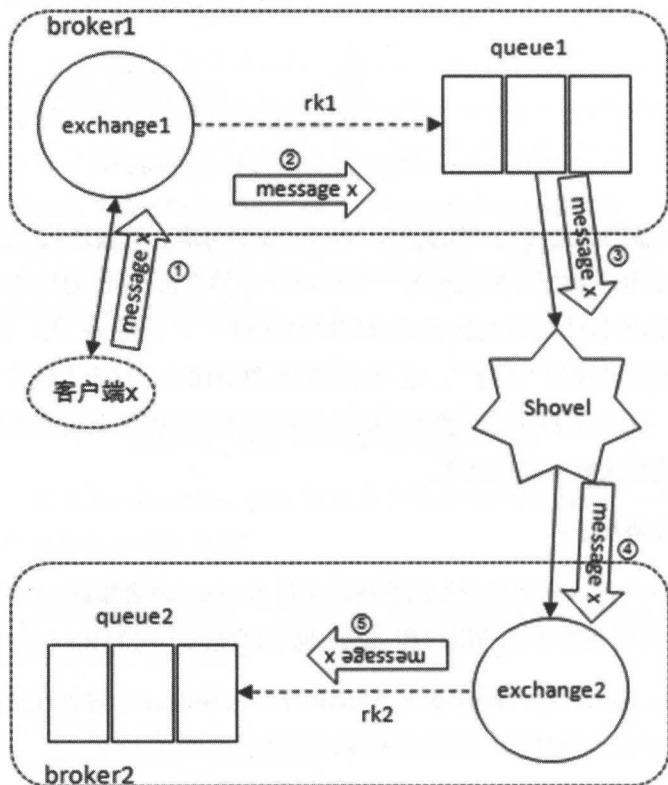 broker1
queue1
exchange1
rk1
②
message x
message x
①
message x
③
客户端x
Shovel
message x
④
queue2
⑤
message x
exchange2
rk2
broker2